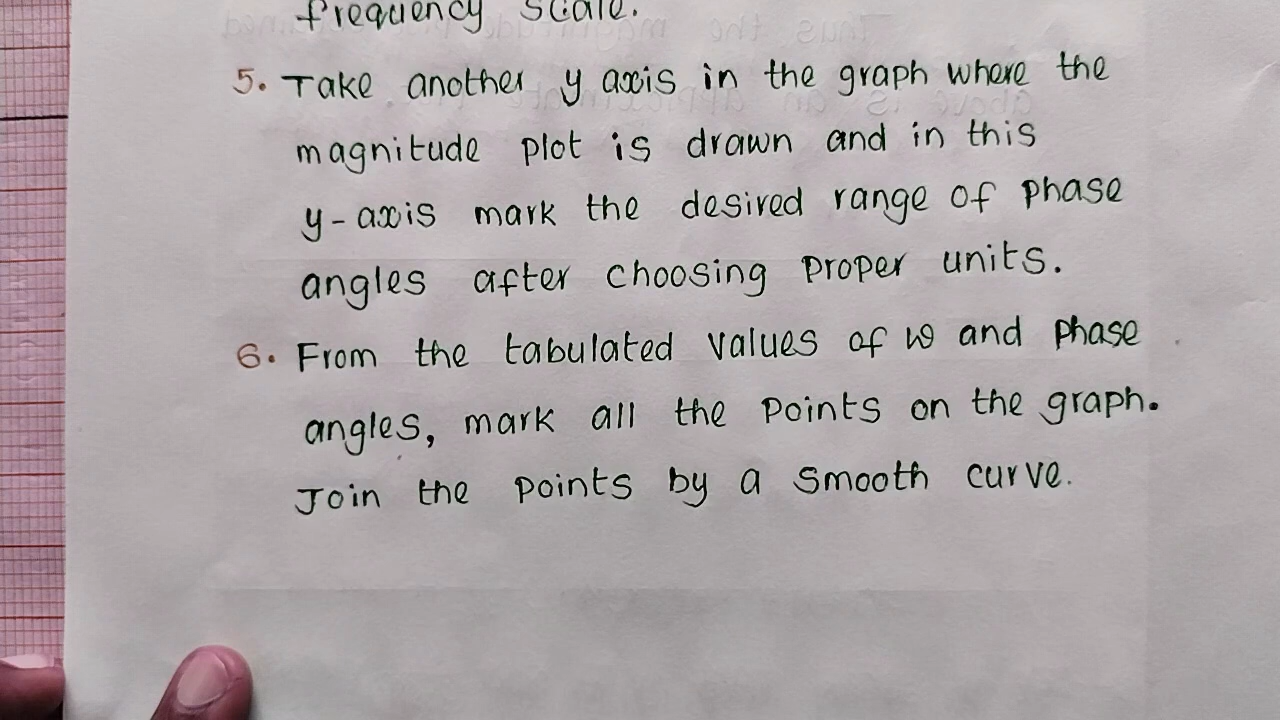 frequency scale.
5. Take another y axis in the graph where the
magnitude plot is drawn and in this
y-axis mark the desired range of phase
angles after choosing proper units.
6. From the tabulated values of ω and phase
angles, mark all the points on the graph.
Join the points by a smooth curve.